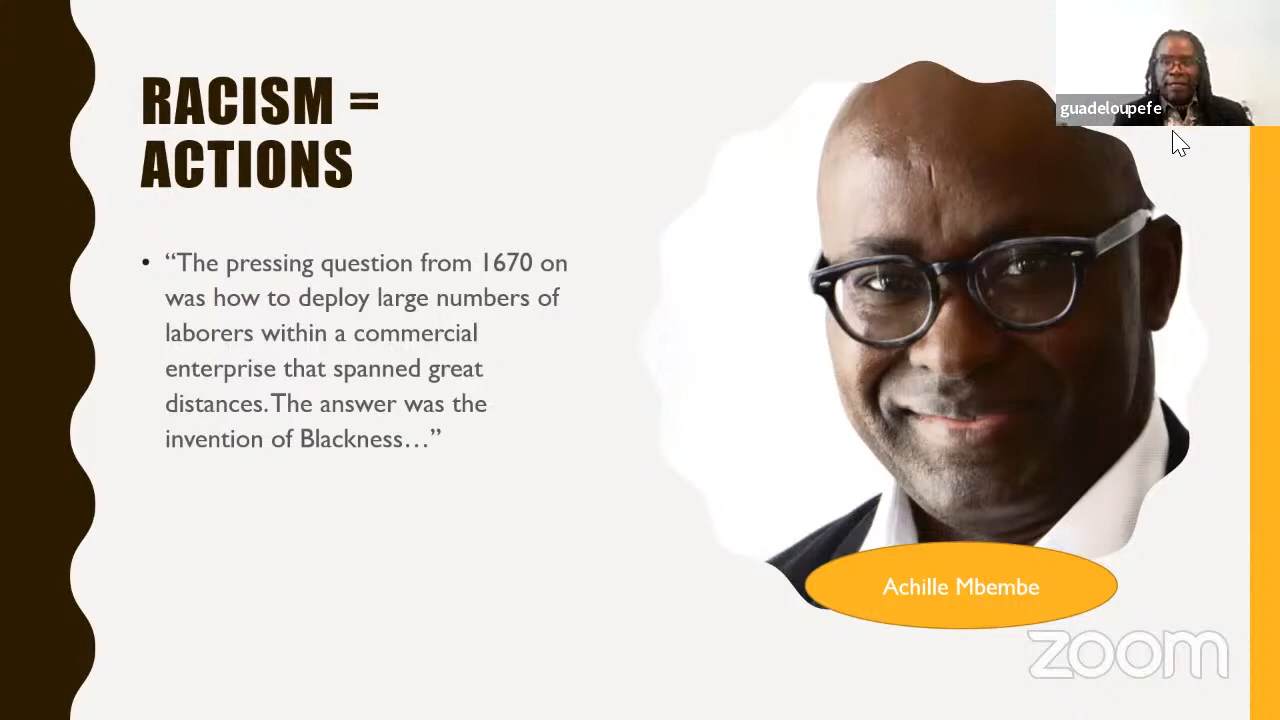 RACISM =
ACTIONS
• “The pressing question from 1670 on
was how to deploy large numbers of
laborers within a commercial
enterprise that spanned great
distances. The answer was the
invention of Blackness…”
guadeloupefe
Achille Mbembe
zoom